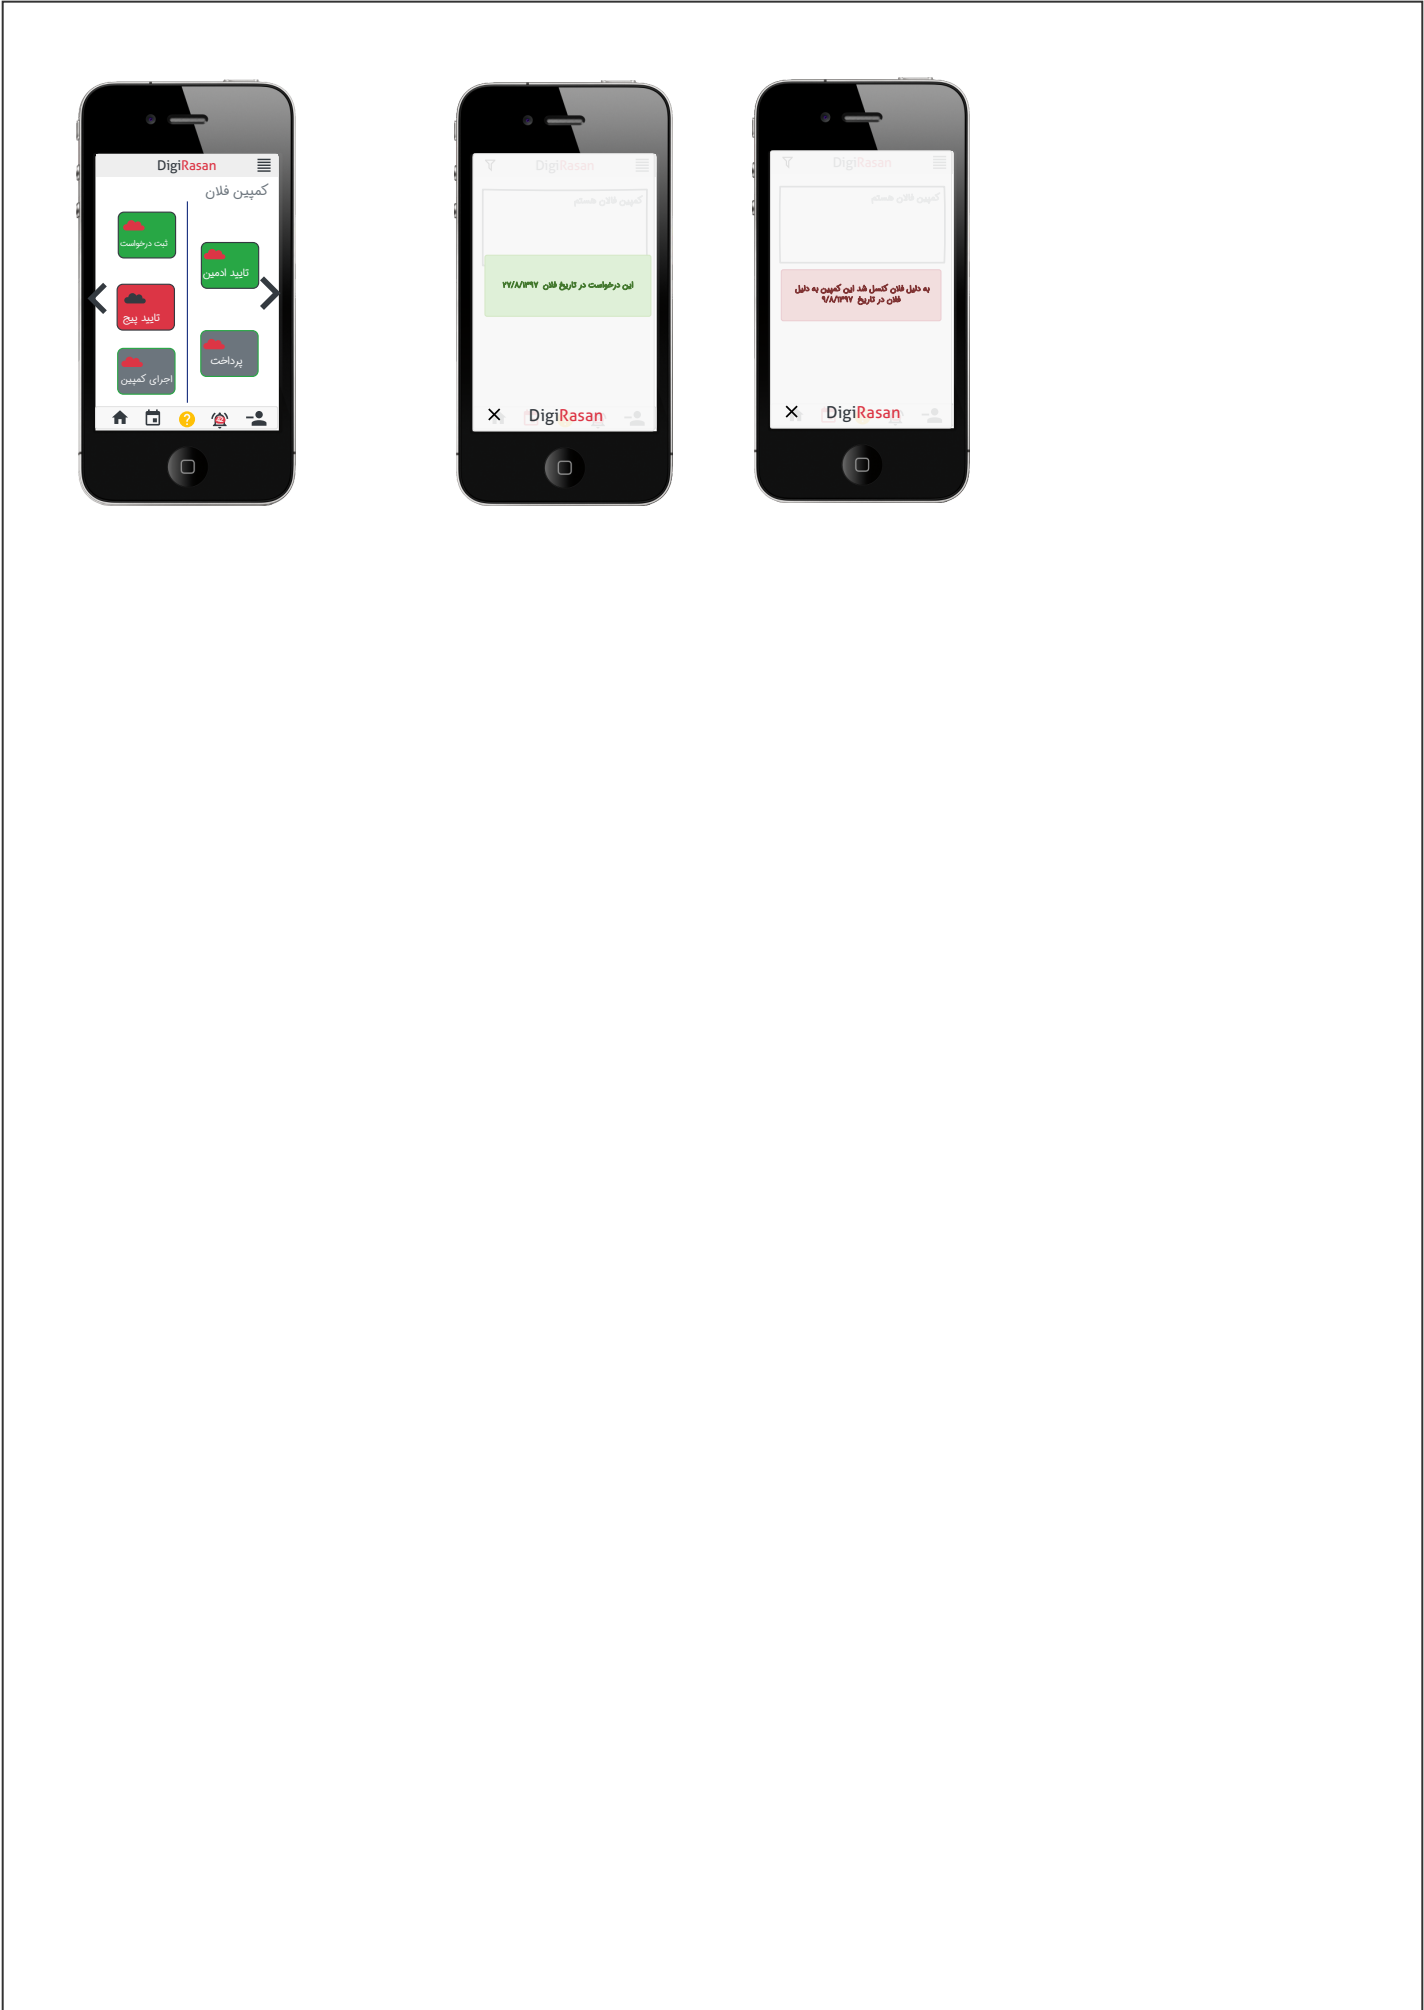 DigiRasan
کمپین فلان
ثبت درخواست
تایید ادمین
تایید پیج
پرداخت
اجرای کمپین
DigiRasan
کمپین فلان هستم
این درخواست در تاریخ فلان ۲۷/۸/۱۳۹۷
DigiRasan
DigiRasan
کمپین فلان هستم
به دلیل فلان کنسل شد این کمپین به دلیل
فلان در تاریخ ۹/۸/۱۳۹۷
DigiRasan